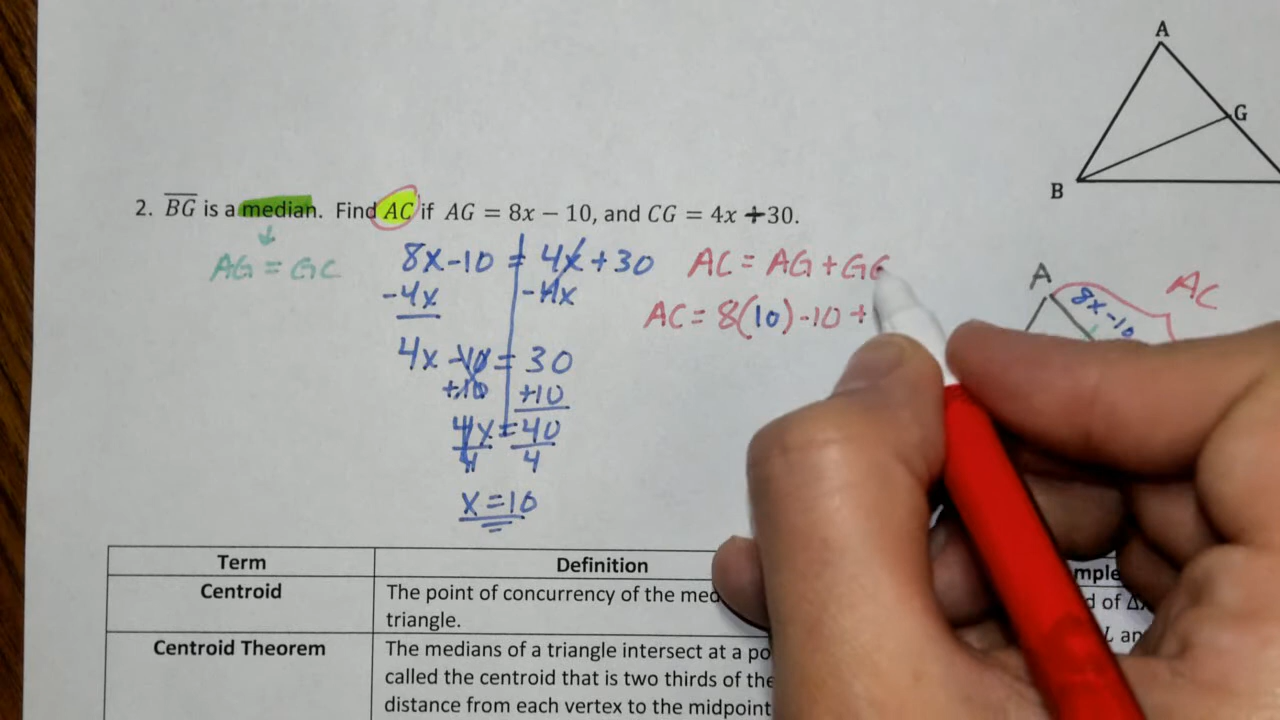 A
G
B
2. BG is a median. Find AC if AG = 8x − 10, and CG = 4x + 30.
AG = GC
8x-10 = 4x+30
-4x -4x
4x -10 = 30
+10 +10
4x = 40
4 4
x = 10
AC = AG + GC
AC = 8(10) -10 +
A
8x-10
AC
Term Definition
Centroid The point of concurrency of the
triangle.
Centroid Theorem The medians of a triangle intersect at a
called the centroid that is two thirds of the
distance from each vertex to the midpoint
d of
L